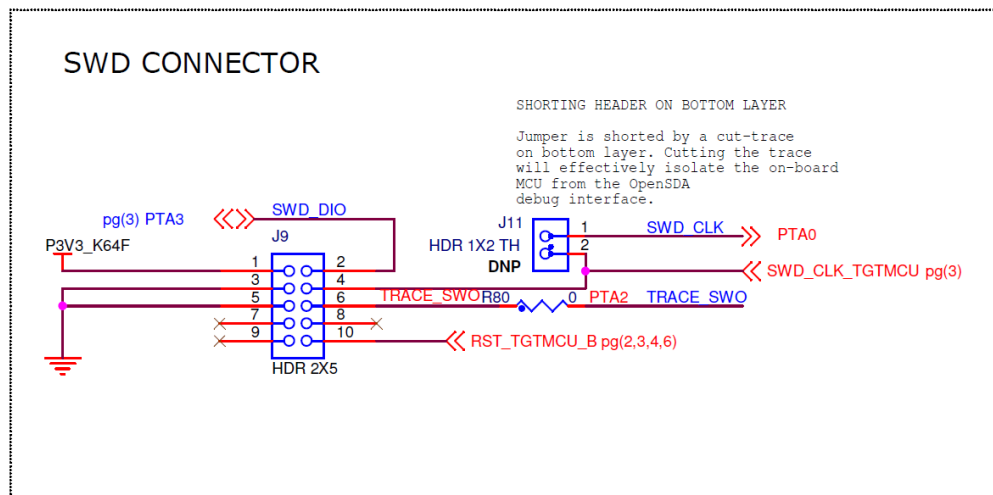 SWD CONNECTOR
SHORTING HEADER ON BOTTOM LAYER
Jumper is shorted by a cut-trace
on bottom layer. Cutting the trace
will effectively isolate the on-board
MCU from the OpenSDA
debug interface.
pg(3) PTA3
SWD_DIO
P3V3_K64F
J9
1
2
3
4
5
6
7
8
9
10
HDR 2X5
J11
HDR 1X2 TH
DNP
1
2
SWD_CLK
PTA0
SWD_CLK_TGTMCU pg(3)
TRACE_SWO
R80
0
PTA2
TRACE_SWO
RST_TGTMCU_B pg(2,3,4,6)